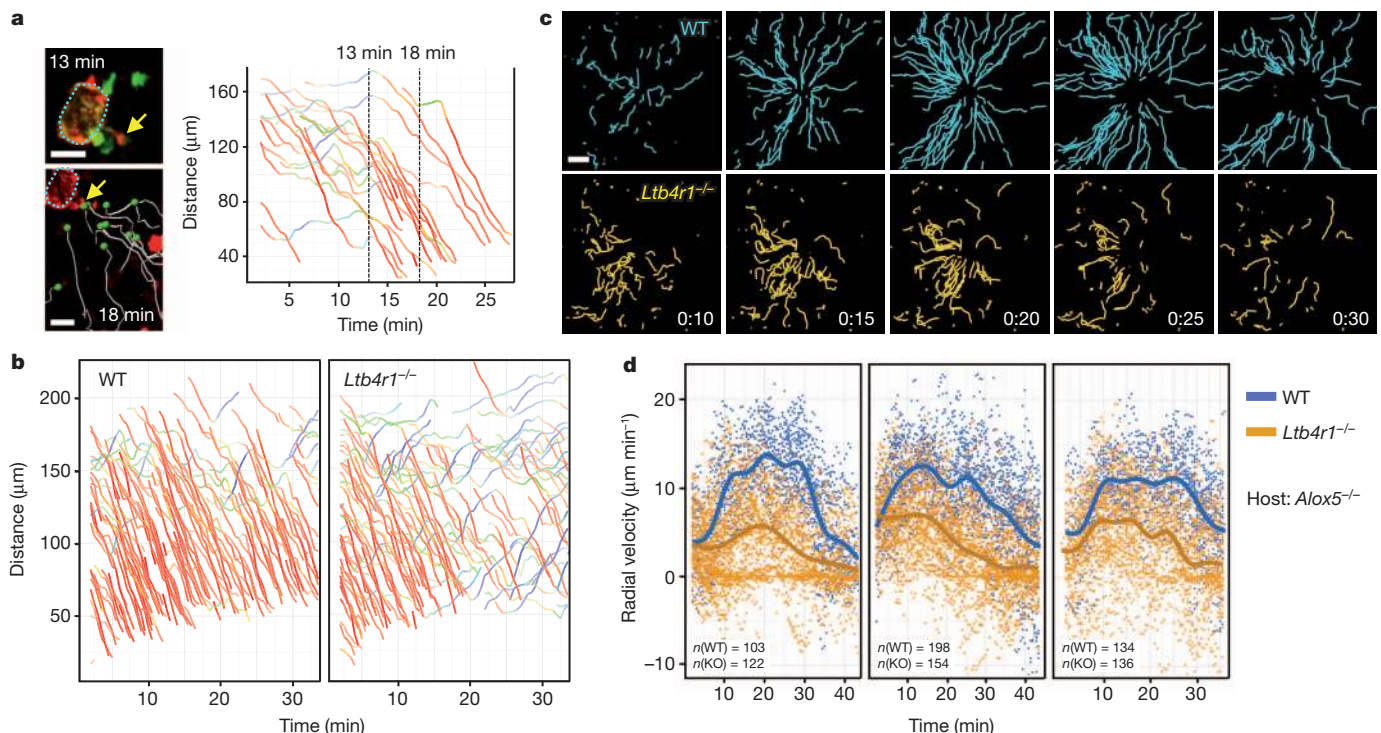 a
13 min
18 min
13 min 18 min
160
120
80
40
Distance (μm)
5 10 15 20 25
Time (min)
b
WT
Ltb4r1−/−
200
150
100
50
Distance (μm)
10 20 30
10 20 30
Time (min)
c
WT
Ltb4r1−/−
0:10
0:15
0:20
0:25
0:30
d
20
10
0
−10
Radial velocity (μm min⁻¹)
n(WT) = 103
n(KO) = 122
n(WT) = 198
n(KO) = 154
n(WT) = 134
n(KO) = 136
10 20 30 40
10 20 30 40
10 20 30
Time (min)
WT
Ltb4r1−/−
Host: Alox5−/−